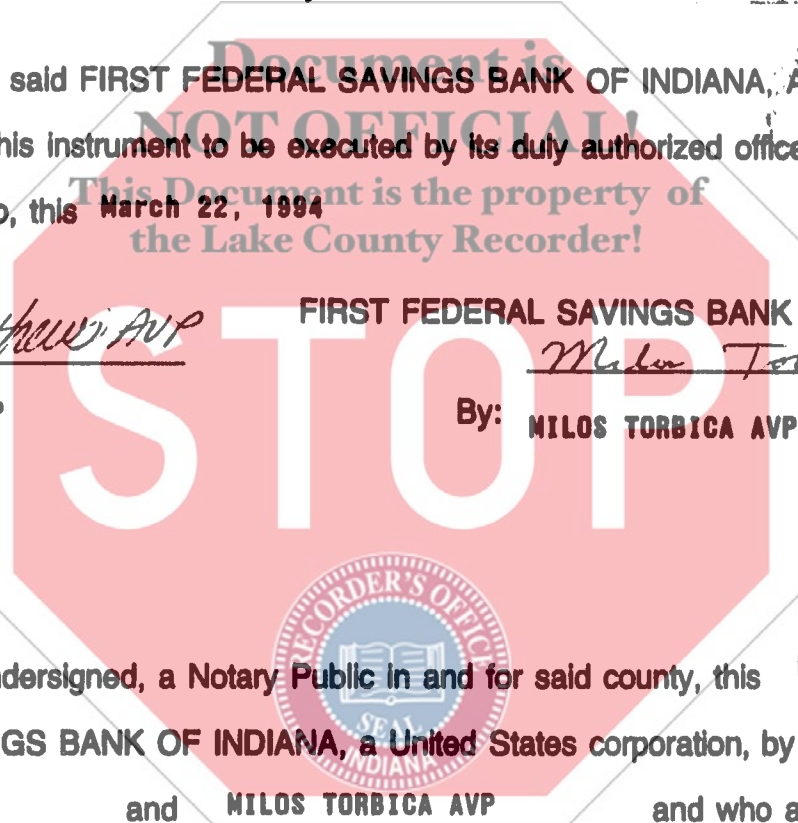 Document is
said FIRST FEDERAL SAVINGS BANK OF INDIANA, A
NOT OFFICIAL!
his instrument to be executed by its duly authorized office
This Document is the property of
o, this March 22, 1994
the Lake County Recorder!
AVP FIRST FEDERAL SAVINGS BANK
STOP
By: MILOS TORBICA AVP
RECORDER'S OFFICE
ndersigned, a Notary Public in and for said county, this
SEAL
GS BANK OF INDIANA, a United States corporation, by
INDIANA
and MILOS TORBICA AVP and who a